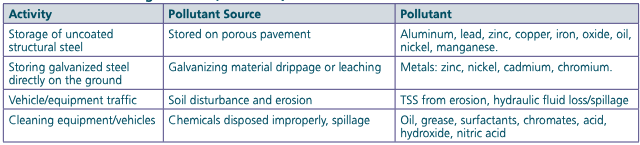 Activity Pollutant Source Pollutant
Storage of uncoated structural steel Stored on porous pavement Aluminum, lead, zinc, copper, iron, oxide, oil, nickel, manganese.
Storing galvanized steel directly on the ground Galvanizing material drippage or leaching Metals: zinc, nickel, cadmium, chromium.
Vehicle/equipment traffic Soil disturbance and erosion TSS from erosion, hydraulic fluid loss/spillage
Cleaning equipment/vehicles Chemicals disposed improperly, spillage Oil, grease, surfactants, chromates, acid, hydroxide, nitric acid